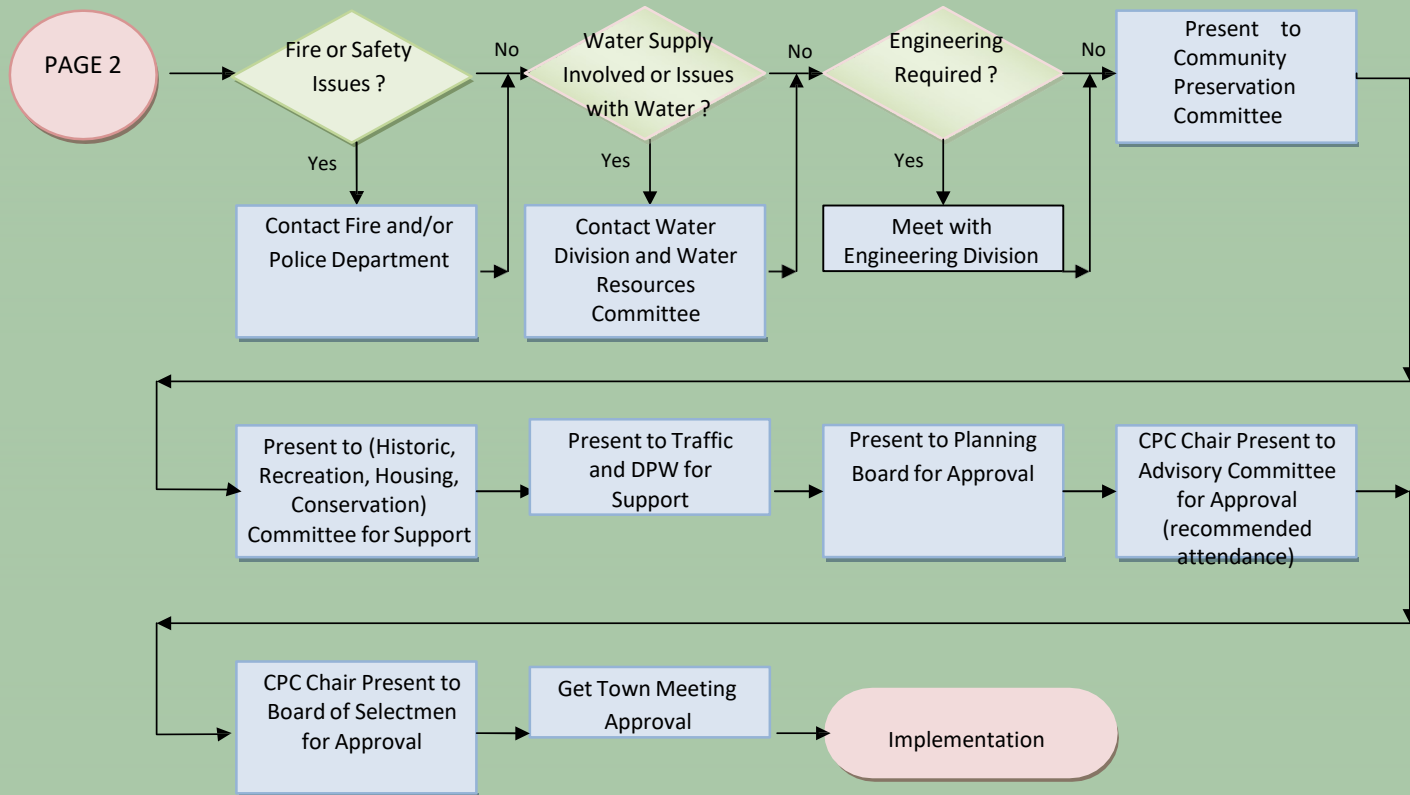 PAGE 2
Fire or Safety
Issues ?
No
Yes
Contact Fire and/or
Police Department
Water Supply
Involved or Issues
with Water ?
No
Yes
Contact Water
Division and Water
Resources
Committee
Engineering
Required ?
No
Yes
Meet with
Engineering Division
Present to
Community
Preservation
Committee
Present to (Historic,
Recreation, Housing,
Conservation)
Committee for Support
Present to Traffic
and DPW for
Support
Present to Planning
Board for Approval
CPC Chair Present to
Advisory Committee
for Approval
(recommended
attendance)
CPC Chair Present to
Board of Selectmen
for Approval
Get Town Meeting
Approval
Implementation